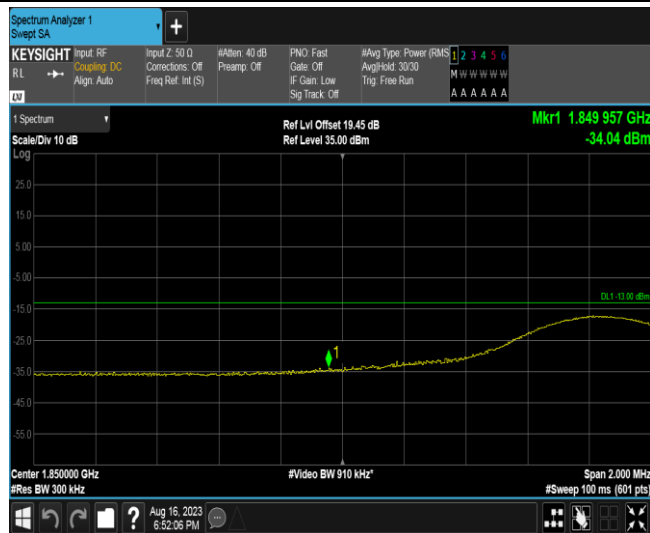 Spectrum Analyzer 1
Swept SA
+
KEYSIGHT
RL
Input: RF
Coupling: DC
Align: Auto
Input Z: 50 Ω
Corrections: Off
Freq Ref: Int (S)
#Atten: 40 dB
Preamp: Off
PNO: Fast
Gate: Off
IF Gain: Low
Sig Track: Off
#Avg Type: Power (RMS
Avg|Hold: 30/30
Trig: Free Run
1 2 3 4 5 6
M W W W W W
A A A A A A
LXI
1 Spectrum
Scale/Div 10 dB
Ref Lvl Offset 19.45 dB
Ref Level 35.00 dBm
Mkr1 1.849 957 GHz
-34.04 dBm
Log
25.0
15.0
5.00
-5.00
DL1 -13.00 dBm
-15.0
-25.0
1
-35.0
-45.0
-55.0
Center 1.850000 GHz
#Video BW 910 kHz*
Span 2.000 MHz
#Res BW 300 kHz
#Sweep 100 ms (601 pts)
?
Aug 16, 2023
6:52:06 PM